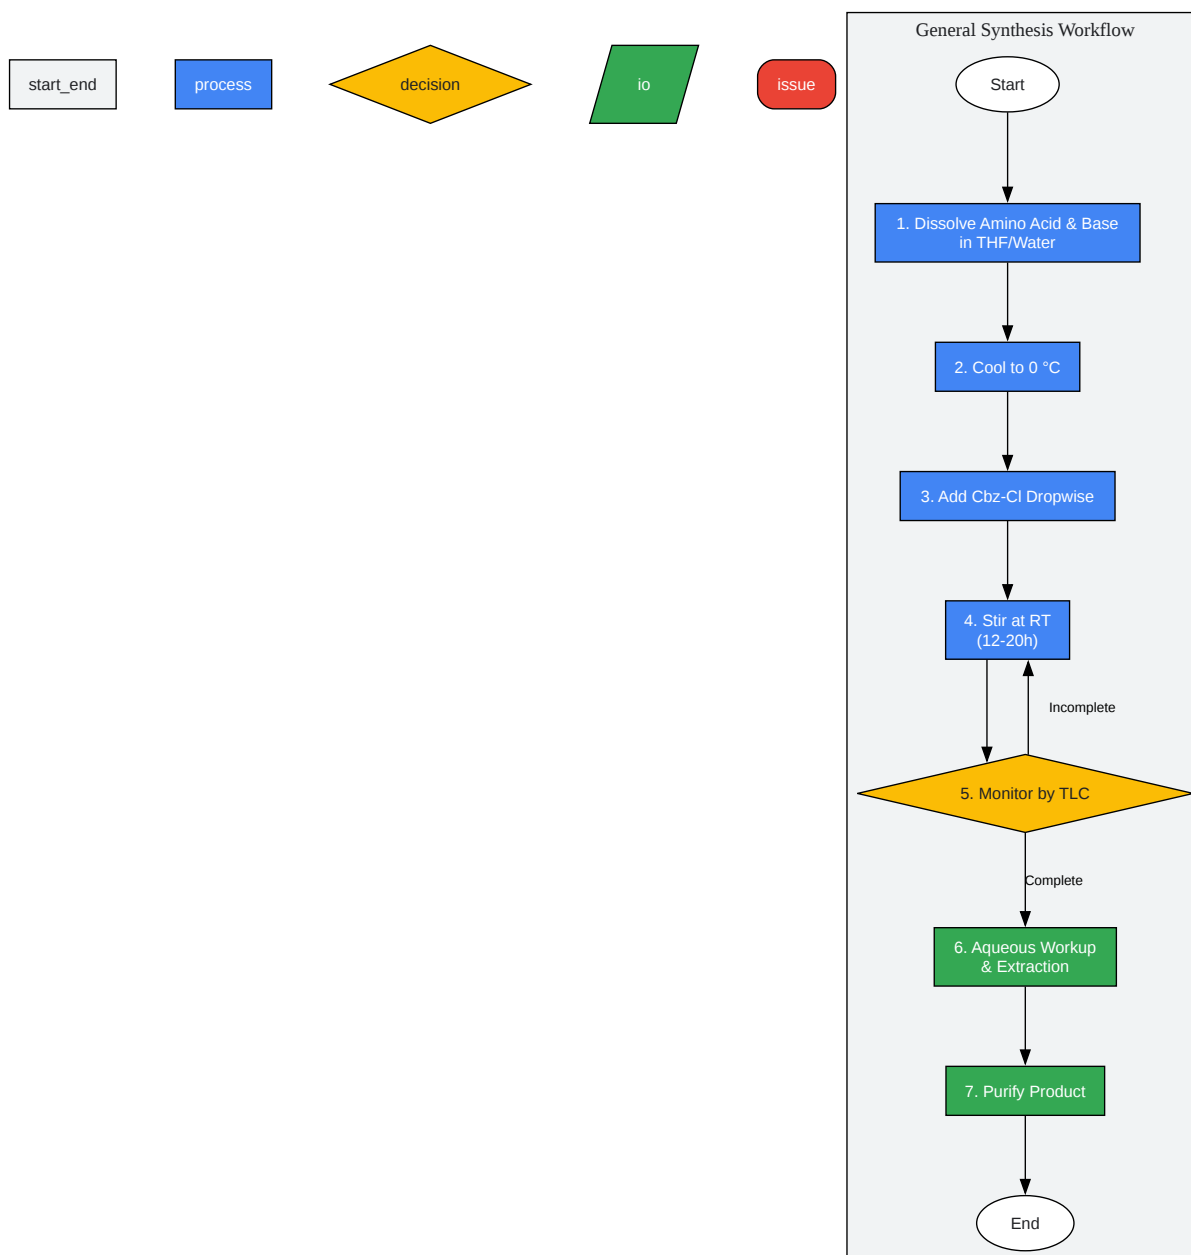 General Synthesis Workflow
start_end
process
decision
io
issue
Start
1. Dissolve Amino Acid & Base
in THF/Water
2. Cool to 0 °C
3. Add Cbz-Cl Dropwise
4. Stir at RT
(12-20h)
Incomplete
5. Monitor by TLC
Complete
6. Aqueous Workup
& Extraction
7. Purify Product
End